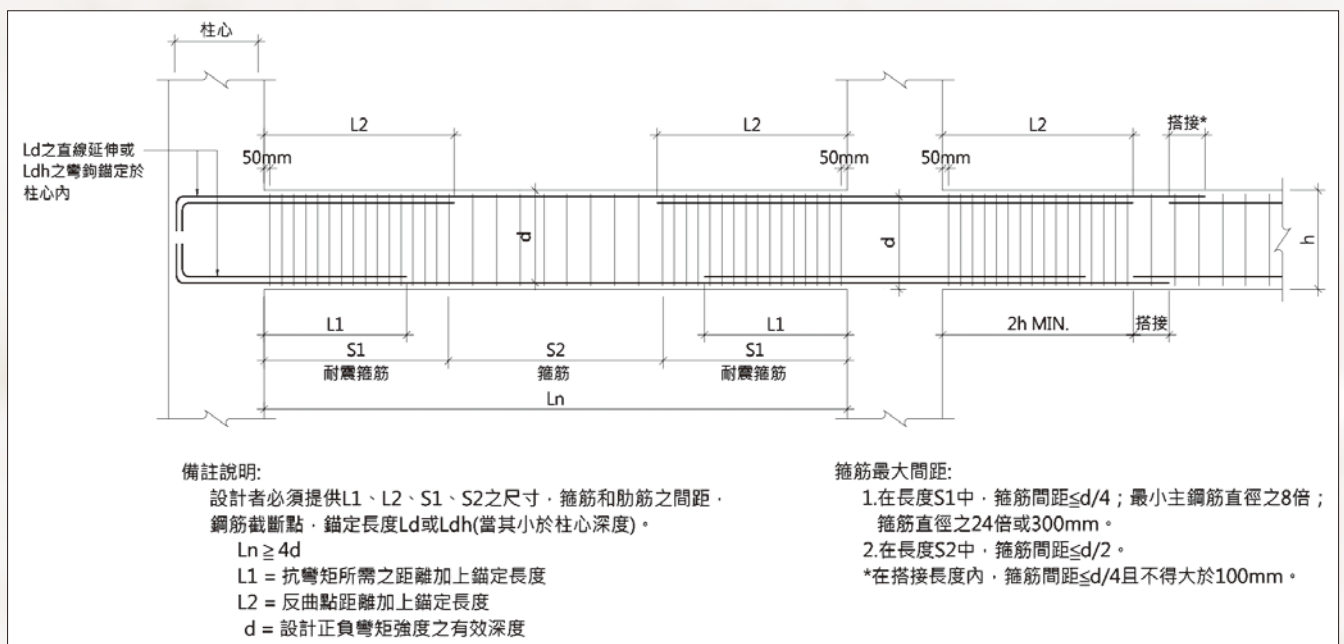 柱心
L2
L2
L2
搭接*
Ld之直線延伸或
Ldh之彎鉤錨定於
柱心內
50mm
50mm
50mm
d
d
h
L1
L1
2h MIN.
搭接
S1
S2
S1
耐震箍筋
箍筋
耐震箍筋
Ln
備註說明:
設計者必須提供L1、L2、S1、S2之尺寸，箍筋和肋筋之間距，
鋼筋截斷點，錨定長度Ld或Ldh(當其小於柱心深度)。
Ln≧4d
L1 = 抗彎矩所需之距離加上錨定長度
L2 = 反曲點距離加上錨定長度
d = 設計正負彎矩強度之有效深度
箍筋最大間距:
1.在長度S1中，箍筋間距≦d/4；最小主鋼筋直徑之8倍；
箍筋直徑之24倍或300mm。
2.在長度S2中，箍筋間距≦d/2。
*在搭接長度內，箍筋間距≦d/4且不得大於100mm。